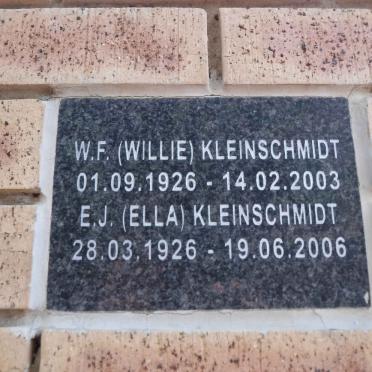 W.F. (WILLIE) KLEINSCHMIDT
01.09.1926 - 14.02.2003
E.J. (ELLA) KLEINSCHMIDT
28.03.1926 - 19.06.2006